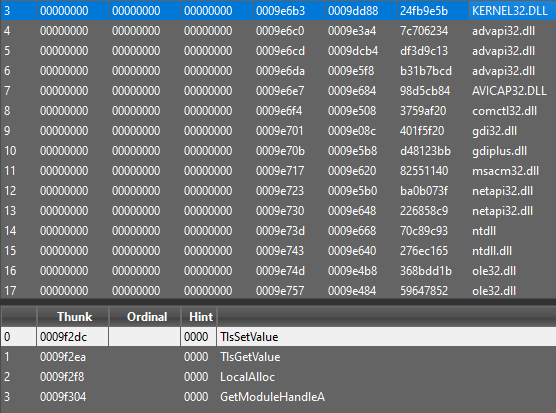 3 00000000 00000000 00000000 0009e6b3 0009dd88 24fb9e5b KERNEL32.DLL
4 00000000 00000000 00000000 0009e6c0 0009e3a4 7c706234 advapi32.dll
5 00000000 00000000 00000000 0009e6cd 0009dcb4 df3d9c13 advapi32.dll
6 00000000 00000000 00000000 0009e6da 0009e5f8 b31b7bcd advapi32.dll
7 00000000 00000000 00000000 0009e6e7 0009e684 98d5cb84 AVICAP32.DLL
8 00000000 00000000 00000000 0009e6f4 0009e508 3759af20 comctl32.dll
9 00000000 00000000 00000000 0009e701 0009e08c 401f5f20 gdi32.dll
10 00000000 00000000 00000000 0009e70b 0009e5b8 d48123bb gdiplus.dll
11 00000000 00000000 00000000 0009e717 0009e620 82551140 msacm32.dll
12 00000000 00000000 00000000 0009e723 0009e5b0 ba0b073f netapi32.dll
13 00000000 00000000 00000000 0009e730 0009e648 226858c9 netapi32.dll
14 00000000 00000000 00000000 0009e73d 0009e668 70c89c93 ntdll
15 00000000 00000000 00000000 0009e743 0009e640 276ec165 ntdll.dll
16 00000000 00000000 00000000 0009e74d 0009e4b8 368bdd1b ole32.dll
17 00000000 00000000 00000000 0009e757 0009e484 59647852 ole32.dll
Thunk Ordinal Hint
0 0009f2dc 0000 TlsSetValue
1 0009f2ea 0000 TlsGetValue
2 0009f2f8 0000 LocalAlloc
3 0009f304 0000 GetModuleHandleA